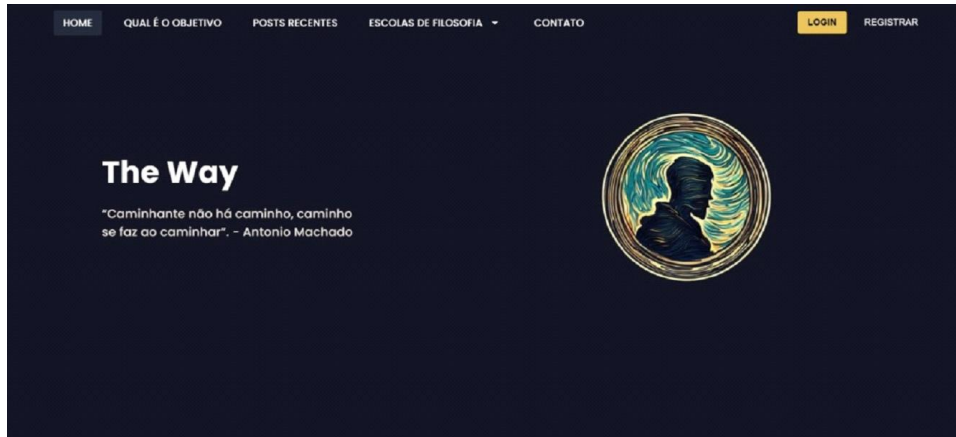 HOME QUAL É O OBJETIVO POSTS RECENTES ESCOLAS DE FILOSOFIA CONTATO LOGIN REGISTRAR
The Way
"Caminhante não há caminho, caminho
se faz ao caminhar". - Antonio Machado